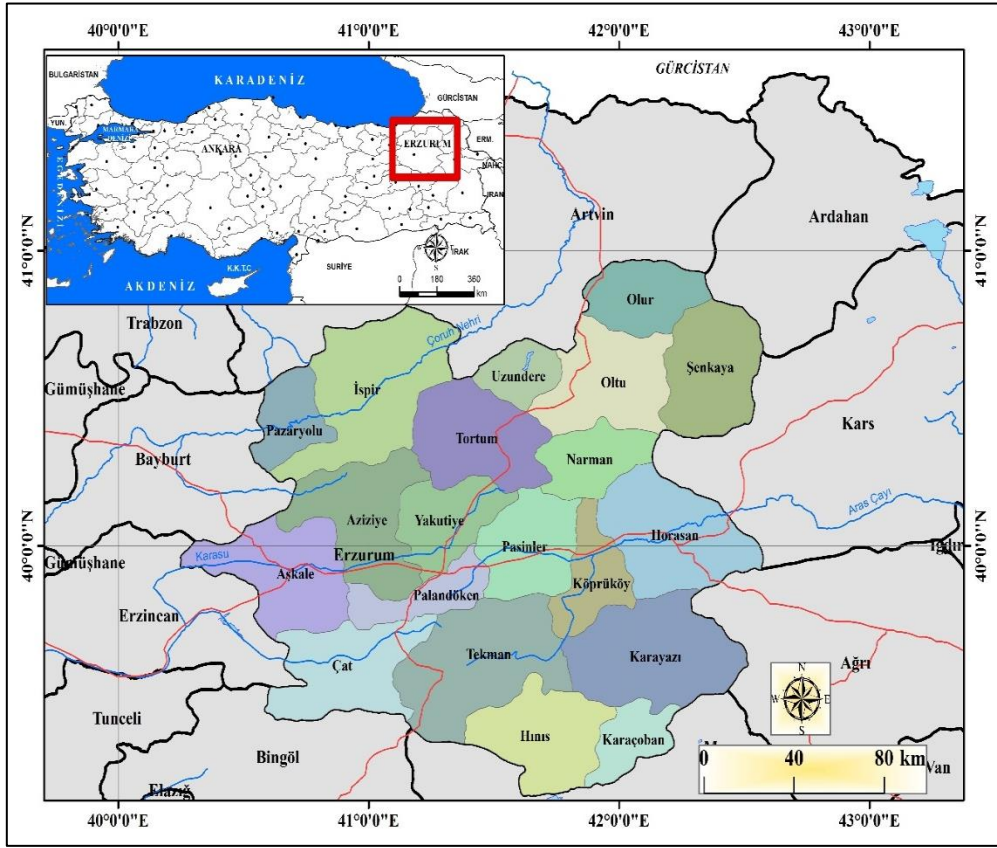 40°0'0"E
41°0'0"E
42°0'0"E
43°0'0"E
BULGARİSTAN
KARADENİZ
GÜRCİSTAN
GÜRCİSTAN
YUN.
MARMARA
DENİZİ
ANKARA
ERZURUM
ERM.
NAHÇ.
EGE DENİZİ
İRAN
IRAK
SURİYE
K.K.T.C
AKDENİZ
N
S
0 180 360
km
Artvin
Ardahan
41°0'0"N
41°0'0"N
Trabzon
Olur
Çoruh Nehri
Gümüşhane
İspir
Uzundere
Oltu
Şenkaya
Pazaryolu
Tortum
Kars
Bayburt
Narman
Aziziye
Yakutiye
Aras Çayı
Pasinler
Horasan
40°0'0"N
40°0'0"N
Karasu
Erzurum
Iğdır
Gümüşhane
Aşkale
Köprüköy
Palandöken
Erzincan
Çat
Tekman
Karayazı
Ağrı
N
W E
S
Tunceli
Hınıs
Karaçoban
Bingöl
0 40 80 km
Van
Elazığ
40°0'0"E
41°0'0"E
42°0'0"E
43°0'0"E